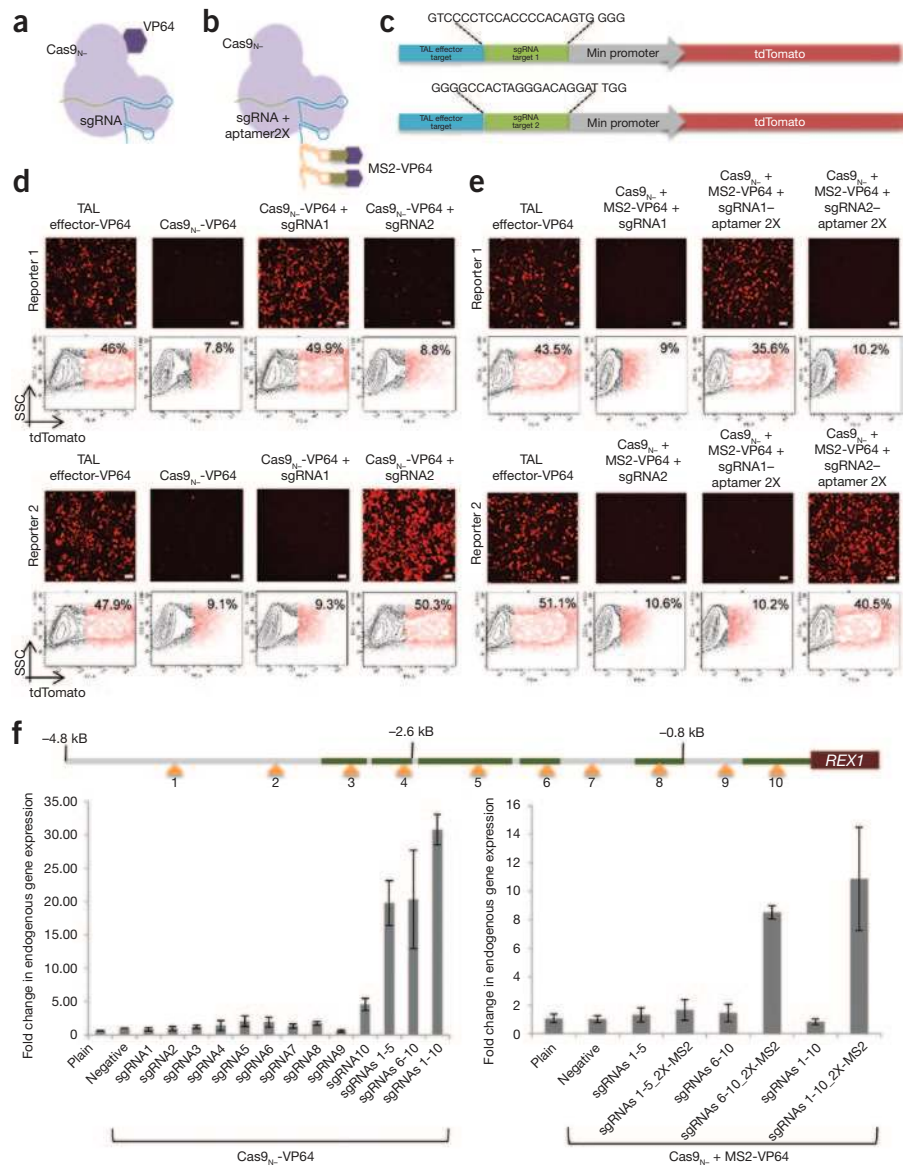 a
VP64
Cas9N–
sgRNA
b
Cas9N–
sgRNA +
aptamer2X
MS2-VP64
c
GTCCCCTCCACCCCACAGTG GGG
TAL effector
target
sgRNA
target 1
Min promoter
tdTomato
GGGGCCACTAGGGACAGGAT TGG
TAL effector
target
sgRNA
target 2
Min promoter
tdTomato
d
TAL
effector-VP64
Cas9N–-VP64
Cas9N–-VP64 +
sgRNA1
Cas9N–-VP64 +
sgRNA2
Reporter 1
46%
7.8%
49.9%
8.8%
SSC
tdTomato
TAL
effector-VP64
Cas9N–-VP64
Cas9N–-VP64 +
sgRNA1
Cas9N–-VP64 +
sgRNA2
Reporter 2
47.9%
9.1%
9.3%
50.3%
SSC
tdTomato
e
TAL
effector-VP64
Cas9N– +
MS2-VP64 +
sgRNA1
Cas9N– +
MS2-VP64 +
sgRNA1–
aptamer 2X
Cas9N– +
MS2-VP64 +
sgRNA2–
aptamer 2X
Reporter 1
43.5%
9%
35.6%
10.2%
TAL
effector-VP64
Cas9N– +
MS2-VP64 +
sgRNA2
Cas9N– +
MS2-VP64 +
sgRNA1–
aptamer 2X
Cas9N– +
MS2-VP64 +
sgRNA2–
aptamer 2X
Reporter 2
51.1%
10.6%
10.2%
40.5%
f
–4.8 kB
–2.6 kB
–0.8 kB
REX1
1 2 3 4 5 6 7 8 9 10
Fold change in endogenous gene expression
35.00
30.00
25.00
20.00
15.00
10.00
5.00
0
Plain
Negative
sgRNA1
sgRNA2
sgRNA3
sgRNA4
sgRNA5
sgRNA6
sgRNA7
sgRNA8
sgRNA9
sgRNA10
sgRNAs 1-5
sgRNAs 6-10
sgRNAs 1-10
Cas9N–-VP64
Fold change in endogenous gene expression
16
14
12
10
8
6
4
2
0
Plain
Negative
sgRNAs 1-5
sgRNAs 1-5_2X-MS2
sgRNAs 6-10
sgRNAs 6-10_2X-MS2
sgRNAs 1-10
sgRNAs 1-10_2X-MS2
Cas9N– + MS2-VP64